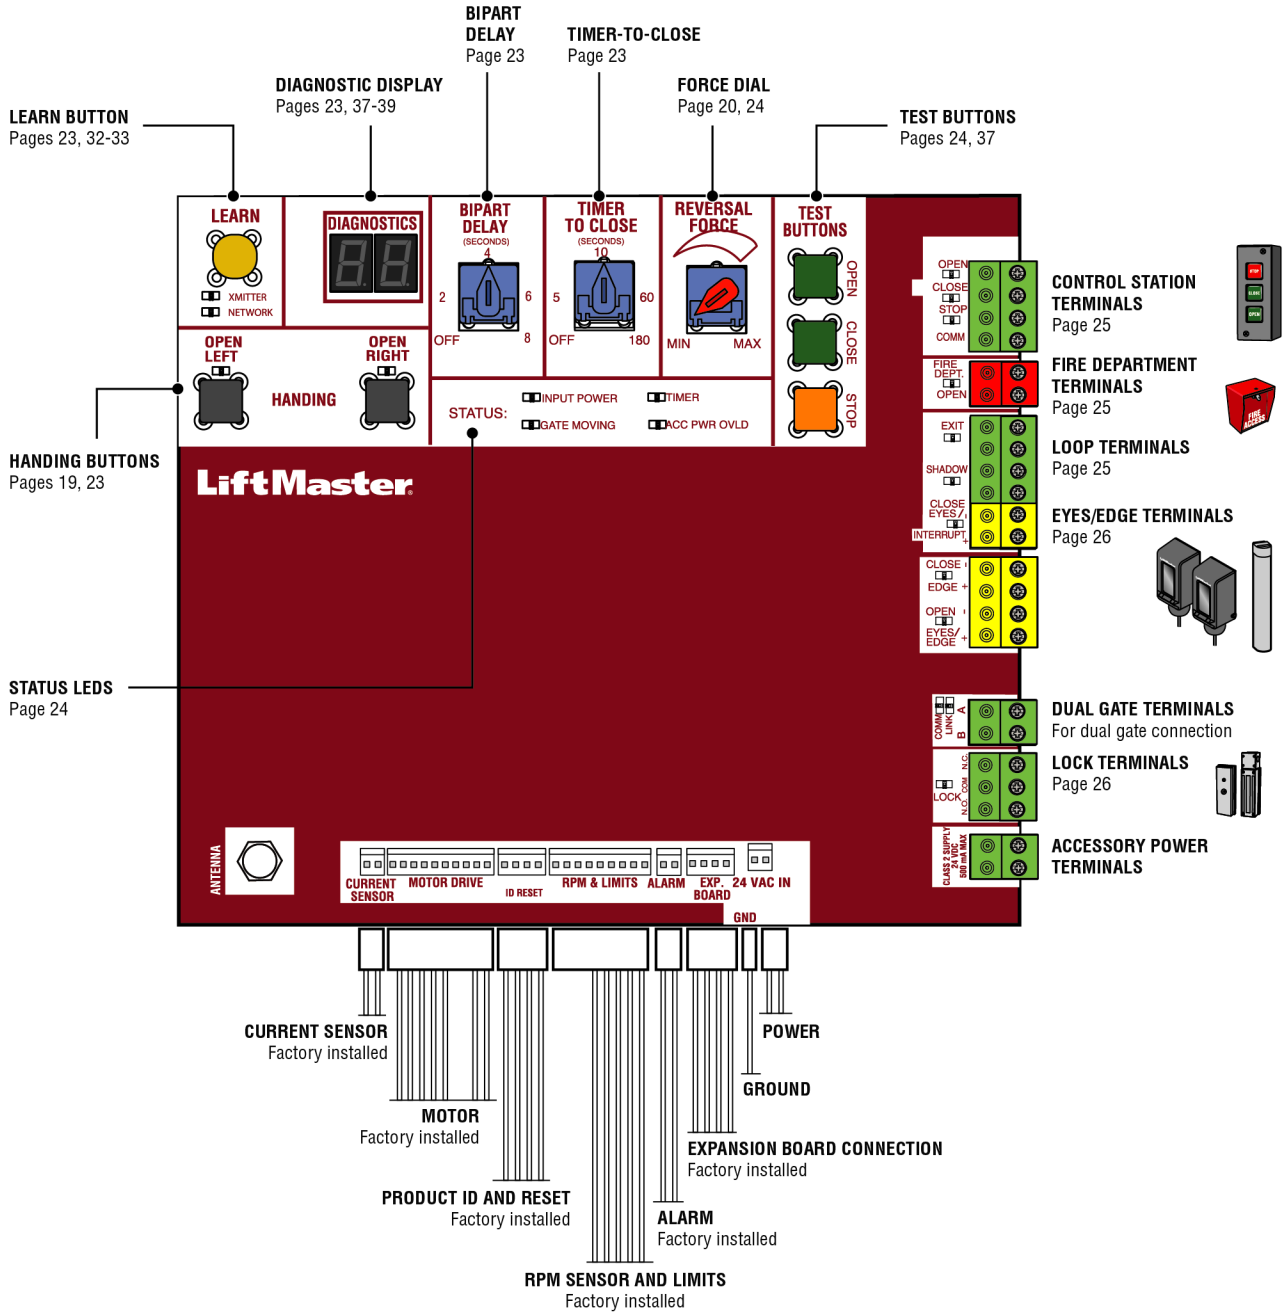 BIPART
DELAY
Page 23
TIMER-TO-CLOSE
Page 23
DIAGNOSTIC DISPLAY
Pages 23, 37-39
FORCE DIAL
Page 20, 24
LEARN BUTTON
Pages 23, 32-33
TEST BUTTONS
Pages 24, 37
LEARN
XMITTER
NETWORK
DIAGNOSTICS
BIPART
DELAY
(SECONDS)
4
2
6
OFF
8
TIMER
TO CLOSE
(SECONDS)
10
5
60
OFF
180
REVERSAL
FORCE
MIN
MAX
TEST
BUTTONS
OPEN
CLOSE
STOP
OPEN
LEFT
OPEN
RIGHT
HANDING
STATUS:
INPUT POWER
TIMER
GATE MOVING
ACC PWR OVLD
HANDING BUTTONS
Pages 19, 23
LiftMaster®
STATUS LEDS
Page 24
OPEN
CLOSE
STOP
COMM
CONTROL STATION
TERMINALS
Page 25
STOP
CLOSE
OPEN
FIRE
DEPT.
OPEN
FIRE DEPARTMENT
TERMINALS
Page 25
FIRE
ACCESS
EXIT
SHADOW
LOOP TERMINALS
Page 25
CLOSE
EYES/ -
INTERRUPT +
EYES/EDGE TERMINALS
Page 26
CLOSE -
EDGE +
OPEN -
EYES/
EDGE +
COMM
LINK
A
B
DUAL GATE TERMINALS
For dual gate connection
N.C.
COM
N.O.
LOCK
LOCK TERMINALS
Page 26
CLASS 2 SUPPLY
24 VDC
500 mA MAX
ACCESSORY POWER
TERMINALS
ANTENNA
CURRENT
SENSOR
MOTOR DRIVE
ID RESET
RPM & LIMITS
ALARM
EXP.
BOARD
24 VAC IN
GND
CURRENT SENSOR
Factory installed
POWER
GROUND
MOTOR
Factory installed
EXPANSION BOARD CONNECTION
Factory installed
PRODUCT ID AND RESET
Factory installed
ALARM
Factory installed
RPM SENSOR AND LIMITS
Factory installed